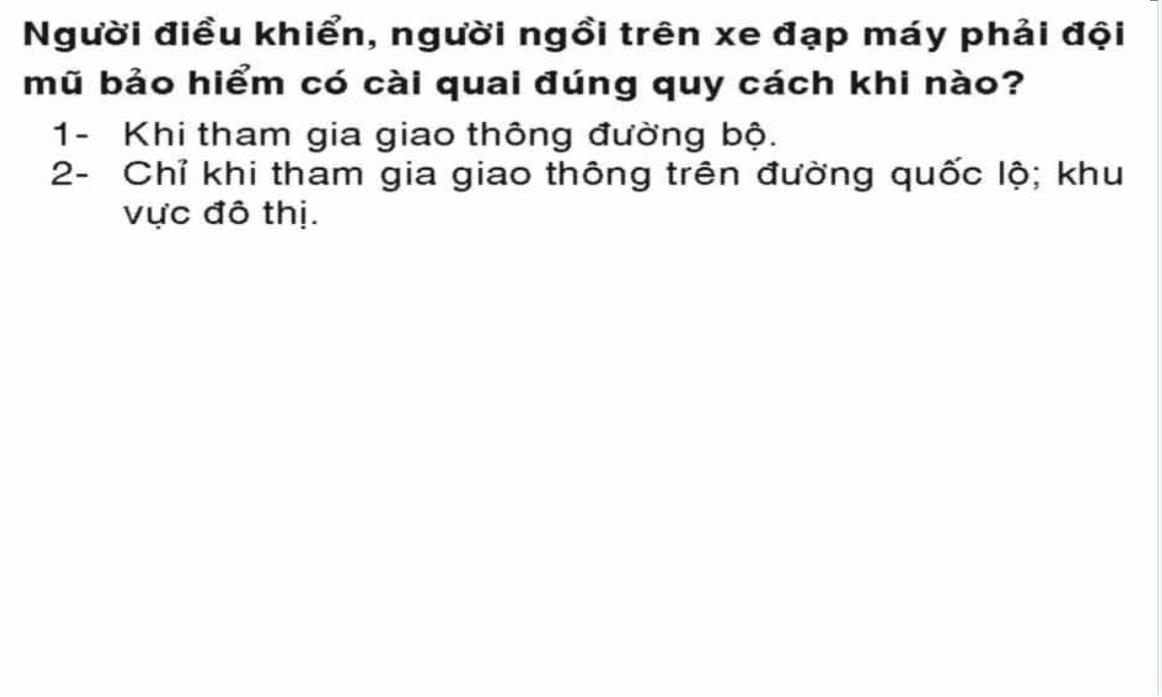 Người điều khiển, người ngồi trên xe đạp máy phải đội
mũ bảo hiểm có cài quai đúng quy cách khi nào?
1- Khi tham gia giao thông đường bộ.
2- Chỉ khi tham gia giao thông trên đường quốc lộ; khu
vực đô thị.